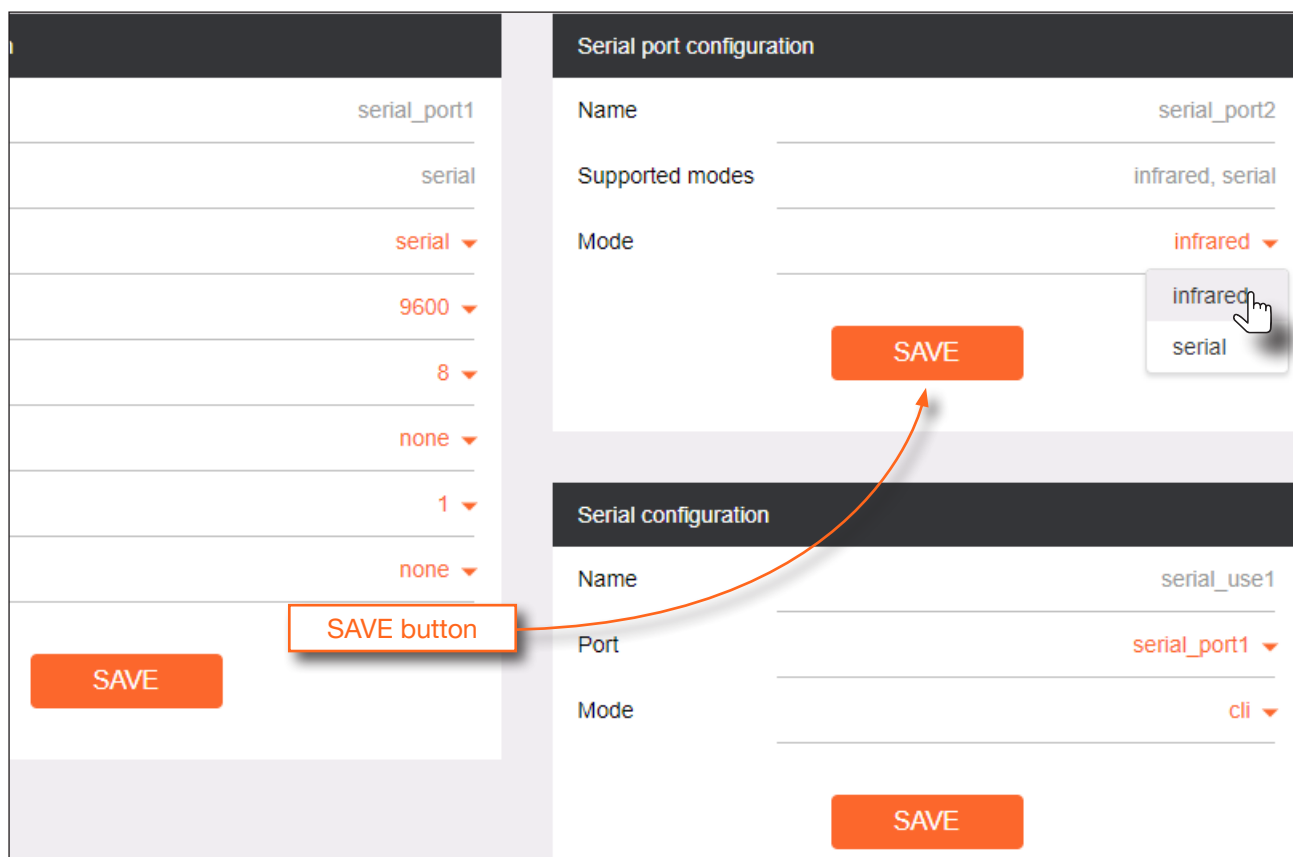 serial_port1
serial
serial
9600
8
none
1
none
SAVE
Serial port configuration
Name serial_port2
Supported modes infrared, serial
Mode infrared
infrared
serial
SAVE
SAVE button
Serial configuration
Name serial_use1
Port serial_port1
Mode cli
SAVE